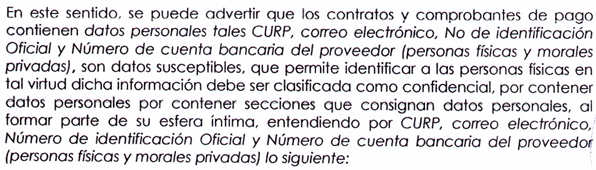 En este sentido, se puede advertir que los contratos y comprobantes de pago
contienen datos personales tales CURP, correo electrónico, No de identificación
Oficial y Número de cuenta bancaria del proveedor (personas físicas y morales
privadas), son datos susceptibles, que permite identificar a las personas físicas en
tal virtud dicha información debe ser clasificada como confidencial, por contener
datos personales por contener secciones que consignan datos personales, al
formar parte de su esfera íntima, entendiendo por CURP, correo electrónico,
Número de identificación Oficial y Número de cuenta bancaria del proveedor
(personas físicas y morales privadas) lo siguiente: